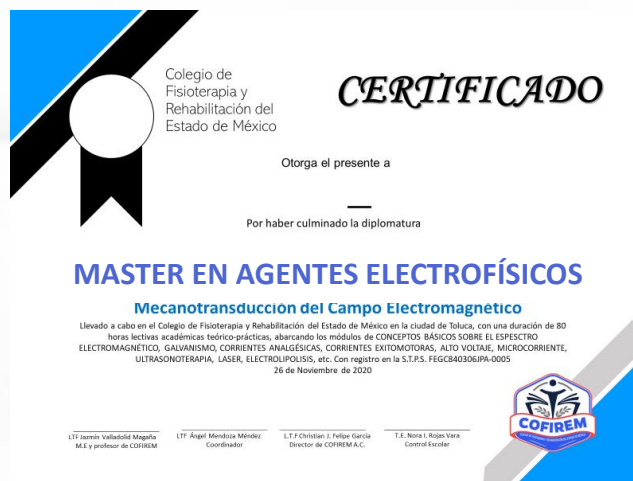 Colegio de
Fisioterapia y
Rehabilitación del
Estado de México
CERTIFICADO
Otorga el presente a
Por haber culminado la diplomatura
MASTER EN AGENTES ELECTROFÍSICOS
Mecanotransducción del Campo Electromagnético
Llevado a cabo en el Colegio de Fisioterapia y Rehabilitación del Estado de México en la ciudad de Toluca, con una duración de 80
horas lectivas académicas teórico-prácticas, abarcando los módulos de CONCEPTOS BÁSICOS SOBRE EL ESPESCTRO
ELECTROMAGNÉTICO, GALVANISMO, CORRIENTES ANALGÉSICAS, CORRIENTES EXITOMOTORAS, ALTO VOLTAJE, MICROCORRIENTE,
ULTRASONOTERAPIA, LASER, ELECTROLIPOLISIS, etc. Con registro en la S.T.P.S. FEGC840306JPA-0005
26 de Noviembre de 2020
LTF Jazmín Valladolid Magaña
M.E y profesor de COFIREM
LTF Ángel Mendoza Méndez
Coordinador
L.T.F Christian J. Felipe García
Director de COFIREM A.C.
T.E. Nora I. Rojas Vara
Control Escolar
COFIREM